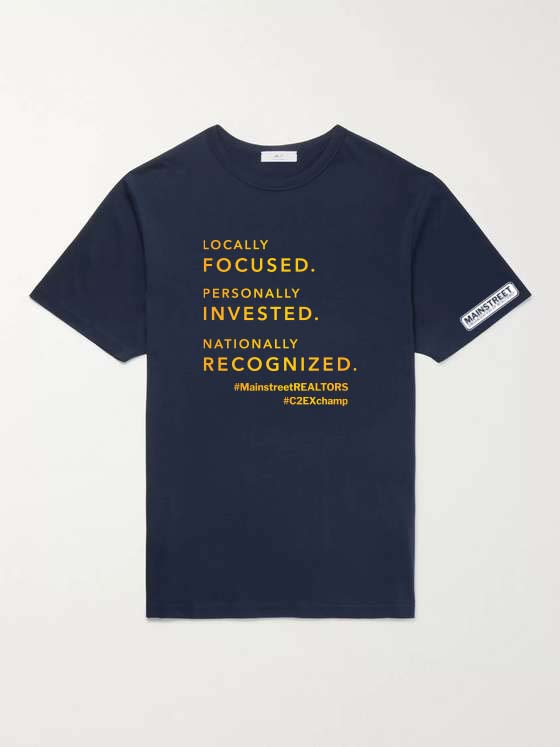 LOCALLY
FOCUSED.
PERSONALLY
INVESTED.
NATIONALLY
RECOGNIZED.
#MainstreetREALTORS
#C2EXchamp
MAINSTREET